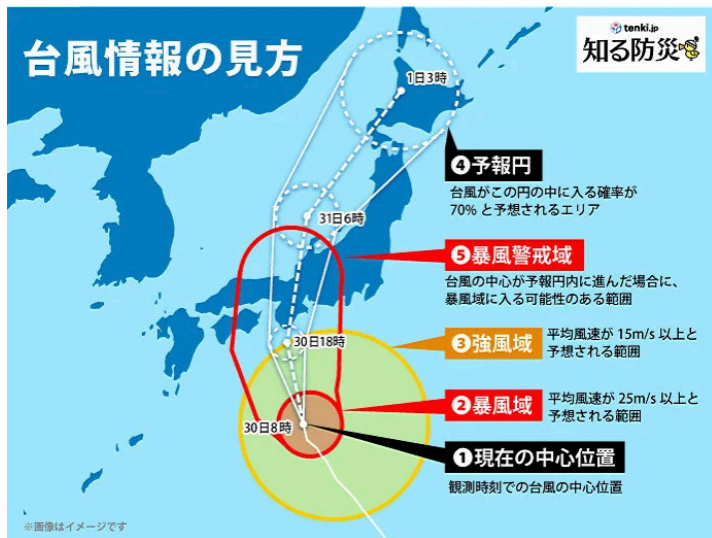 台風情報の見方
tenki.jp
知る防災
1日3時
❹予報円
台風がこの円の中に入る確率が
70%と予想されるエリア
31日6時
❺暴風警戒域
台風の中心が予報円内に進んだ場合に、
暴風域に入る可能性のある範囲
30日18時
❸強風域
平均風速が15m/s以上と
予想される範囲
❷暴風域
平均風速が25m/s以上と
予想される範囲
30日8時
❶現在の中心位置
観測時刻での台風の中心位置
※画像はイメージです